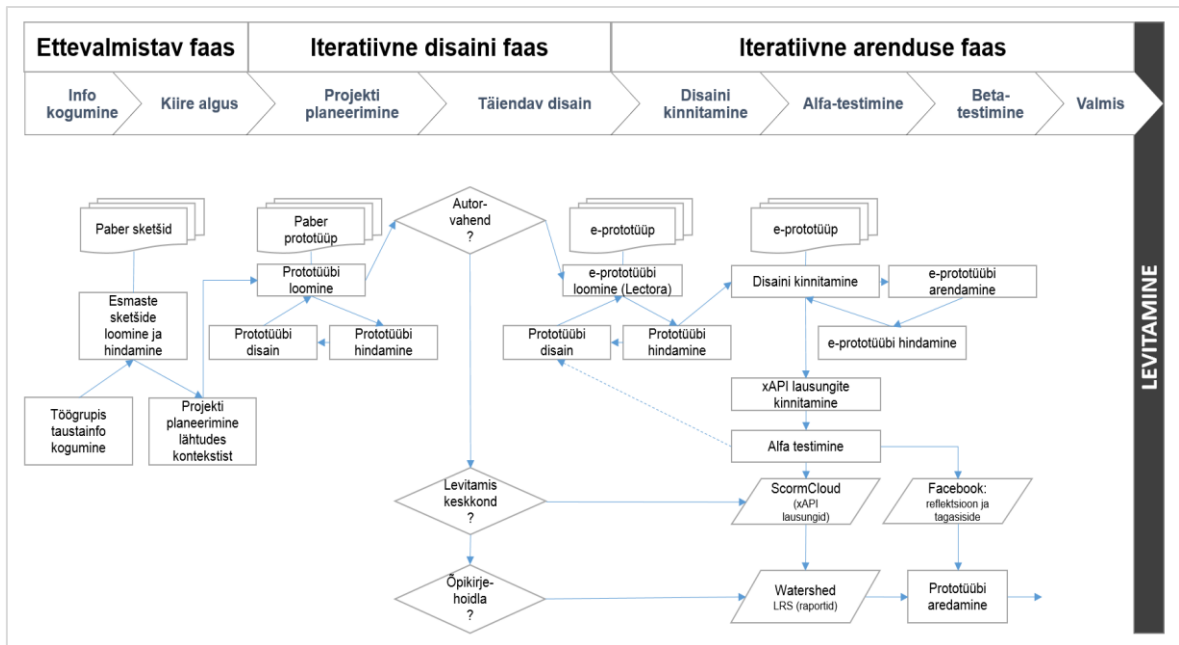 Ettevalmistav faas
Iteratiivne disaini faas
Iteratiivne arenduse faas
Info
kogumine
Kiire algus
Projekti
planeerimine
Täiendav disain
Disaini
kinnitamine
Alfa-testimine
Beta-
testimine
Valmis
LEVITAMINE
Paber sketšid
Paber
prototüüp
Autor-
vahend
?
e-prototüüp
e-prototüüp
Esmaste
sketšide
loomine ja
hindamine
Prototüübi
loomine
e-prototüübi
loomine (Lectora)
Disaini kinnitamine
e-prototüübi
arendamine
Prototüübi
disain
Prototüübi
hindamine
Prototüübi
disain
Prototüübi
hindamine
e-prototüübi hindamine
Töögrupis
taustainfo
kogumine
Projekti
planeerimine
lähtudes
kontekstist
xAPI lausungite
kinnitamine
Alfa testimine
Levitamis
keskkond
?
ScormCloud
(xAPI
lausungid)
Facebook:
reflektsioon ja
tagasiside
Õpikirje-
hoidla
?
Watershed
LRS (raportid)
Prototüübi
aredamine